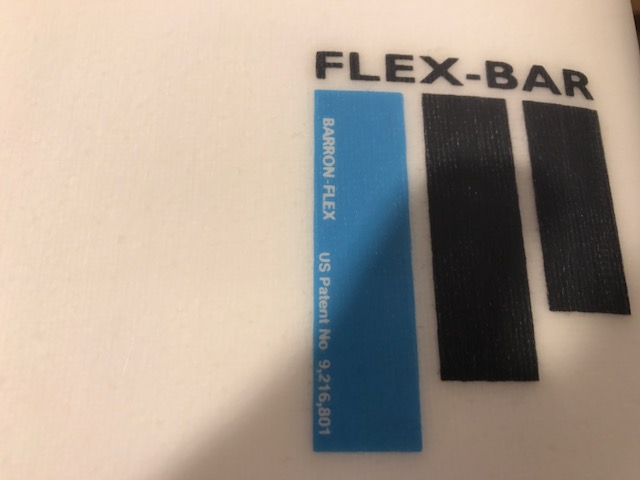 FLEX-BAR
BARRON-FLEX US Patent No 9,216,801